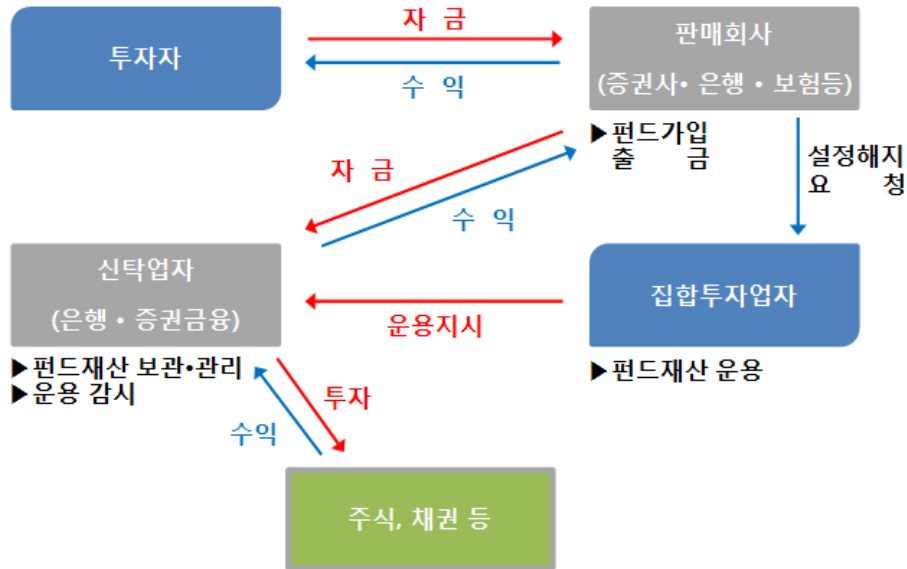 투자자
자 금
수 익
판매회사
(증권사• 은행 • 보험등)
▶펀드가입
출 금
설정해지
요 청
자 금
수 익
신탁업자
(은행 • 증권금융)
운용지시
집합투자업자
▶펀드재산 보관•관리
▶운용 감시
▶펀드재산 운용
투자
수익
주식, 채권 등